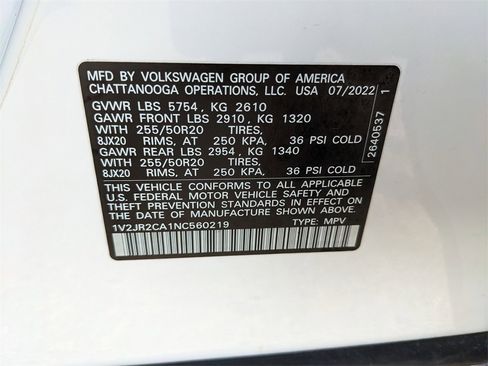 MFD BY VOLKSWAGEN GROUP OF AMERICA
CHATTANOOGA OPERATIONS, LLC. USA 07/2022
GVWR LBS 5754 , KG 2610
GAWR FRONT LBS 2910 , KG 1320
WITH 255/50R20 TIRES,
8JX20 RIMS, AT 250 KPA, 36 PSI COLD
GAWR REAR LBS 2954 , KG 1340
WITH 255/50R20 TIRES,
8JX20 RIMS, AT 250 KPA, 36 PSI COLD
THIS VEHICLE CONFORMS TO ALL APPLICABLE
U.S. FEDERAL MOTOR VEHICLE SAFETY AND
THEFT PREVENTION STANDARDS IN EFFECT ON THE
DATE OF MANUFACTURE SHOWN ABOVE.
1V2JR2CA1NC560219 TYPE: MPV
2640537 1